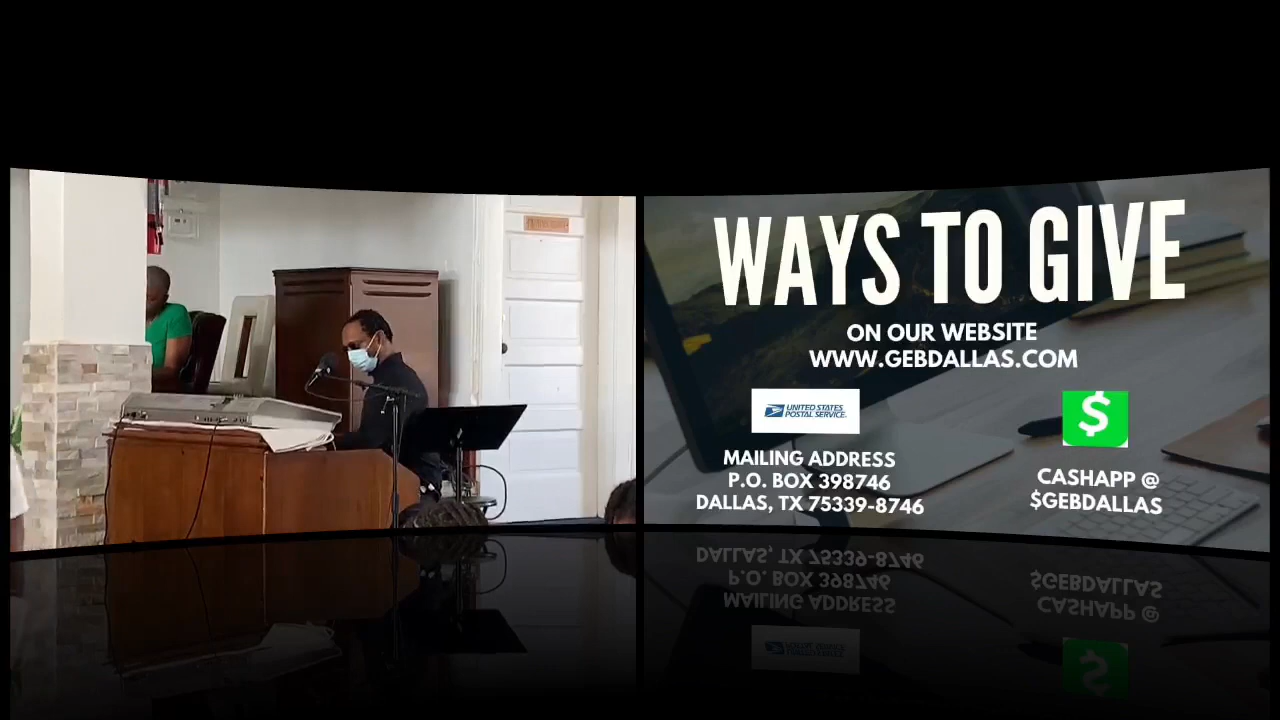 WAYS TO GIVE
ON OUR WEBSITE
WWW.GEBDALLAS.COM
UNITED STATES
POSTAL SERVICE.
MAILING ADDRESS
P.O. BOX 398746
DALLAS, TX 75339-8746
$
CASHAPP @
$GEBDALLAS